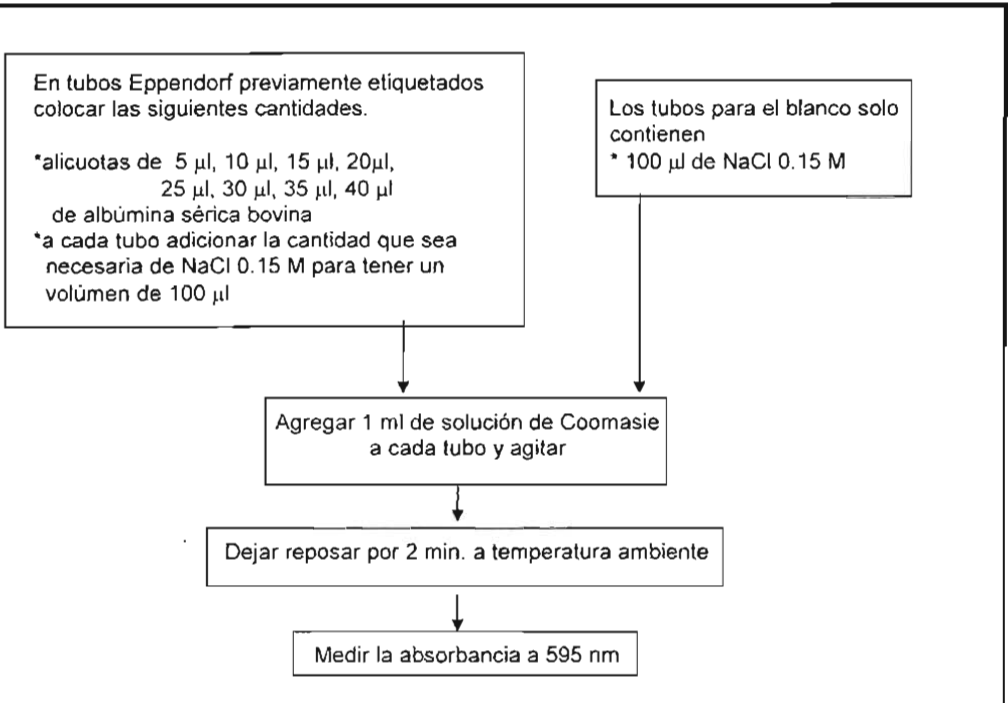 En tubos Eppendorf previamente etiquetados
colocar las siguientes cantidades.
*alicuotas de 5 µl, 10 µl, 15 µl, 20µl,
25 µl, 30 µl, 35 µl, 40 µl
de albúmina sérica bovina
*a cada tubo adicionar la cantidad que sea
necesaria de NaCl 0.15 M para tener un
volúmen de 100 µl
Los tubos para el blanco solo
contienen
* 100 µl de NaCl 0.15 M
Agregar 1 ml de solución de Coomasie
a cada tubo y agitar
Dejar reposar por 2 min. a temperatura ambiente
Medir la absorbancia a 595 nm